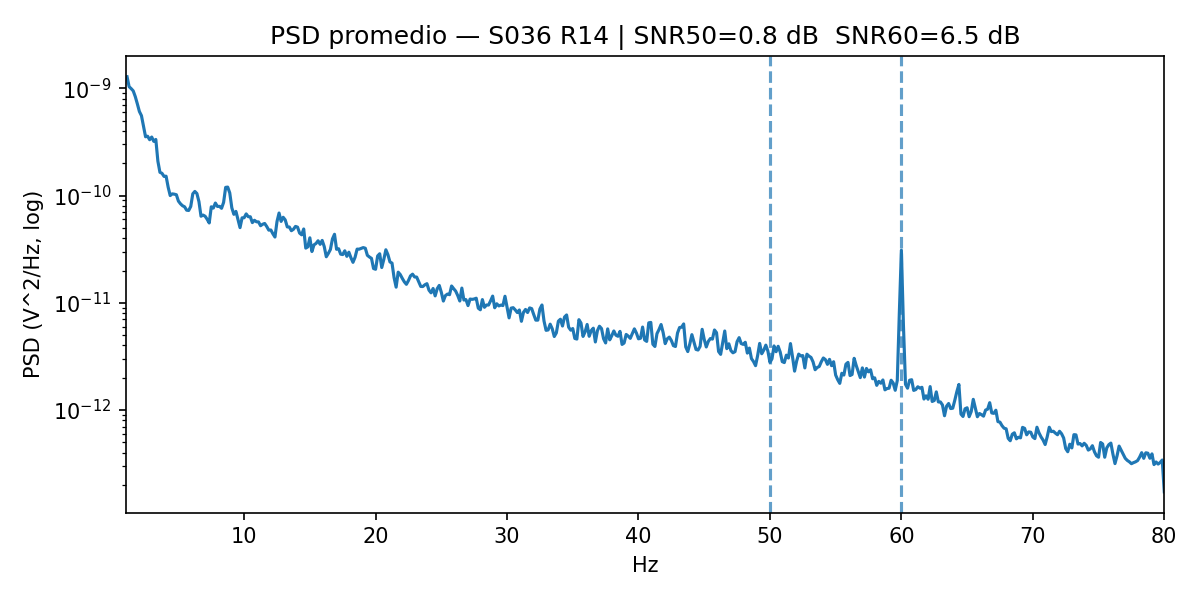 PSD promedio — S036 R14 | SNR50=0.8 dB  SNR60=6.5 dB
PSD (V^2/Hz, log)
10⁻⁹
10⁻¹⁰
10⁻¹¹
10⁻¹²
10 20 30 40 50 60 70 80
Hz